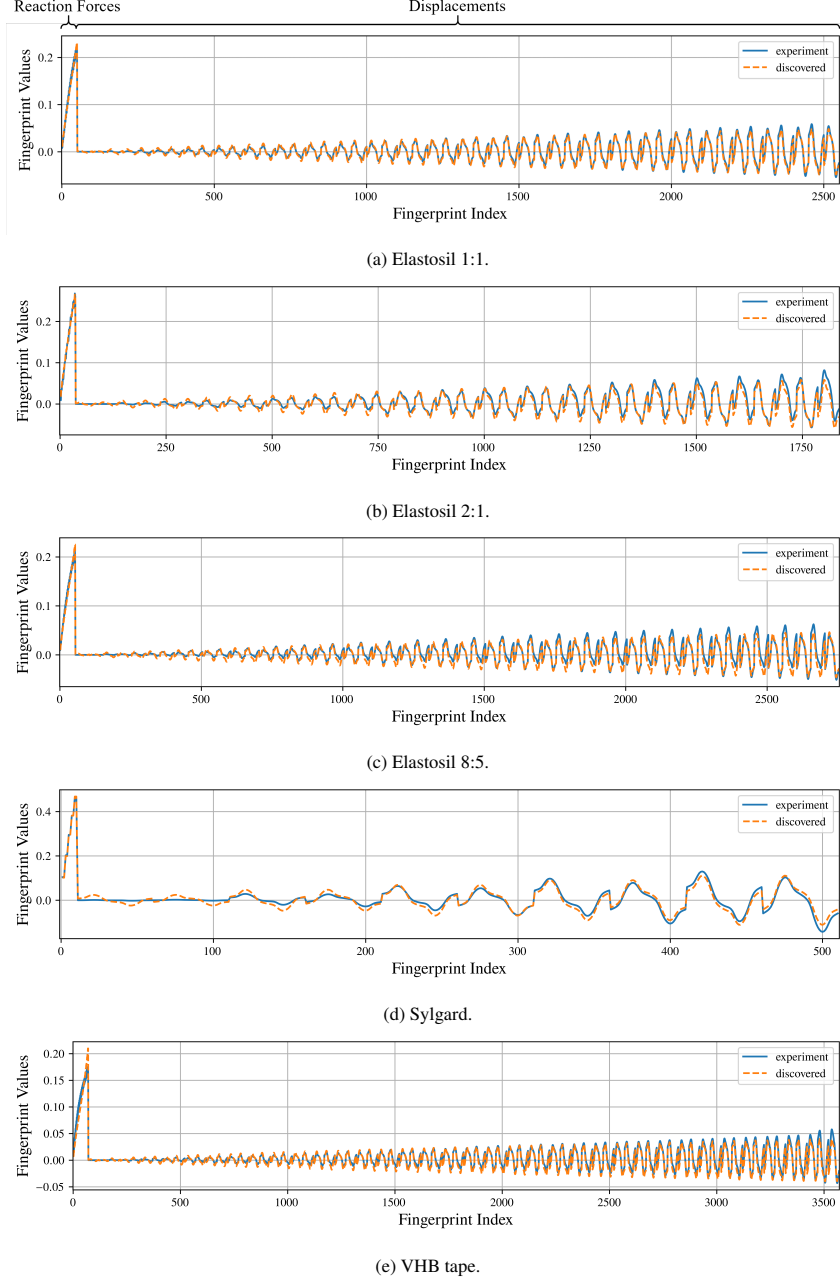 Reaction Forces
Displacements
Fingerprint Values
0.2
0.1
0.0
experiment
discovered
0 500 1000 1500 2000 2500
Fingerprint Index
(a) Elastosil 1:1.
Fingerprint Values
0.2
0.1
0.0
experiment
discovered
0 250 500 750 1000 1250 1500 1750
Fingerprint Index
(b) Elastosil 2:1.
Fingerprint Values
0.2
0.1
0.0
experiment
discovered
0 500 1000 1500 2000 2500
Fingerprint Index
(c) Elastosil 8:5.
Fingerprint Values
0.4
0.2
0.0
experiment
discovered
0 100 200 300 400 500
Fingerprint Index
(d) Sylgard.
Fingerprint Values
0.20
0.15
0.10
0.05
0.00
−0.05
experiment
discovered
0 500 1000 1500 2000 2500 3000 3500
Fingerprint Index
(e) VHB tape.